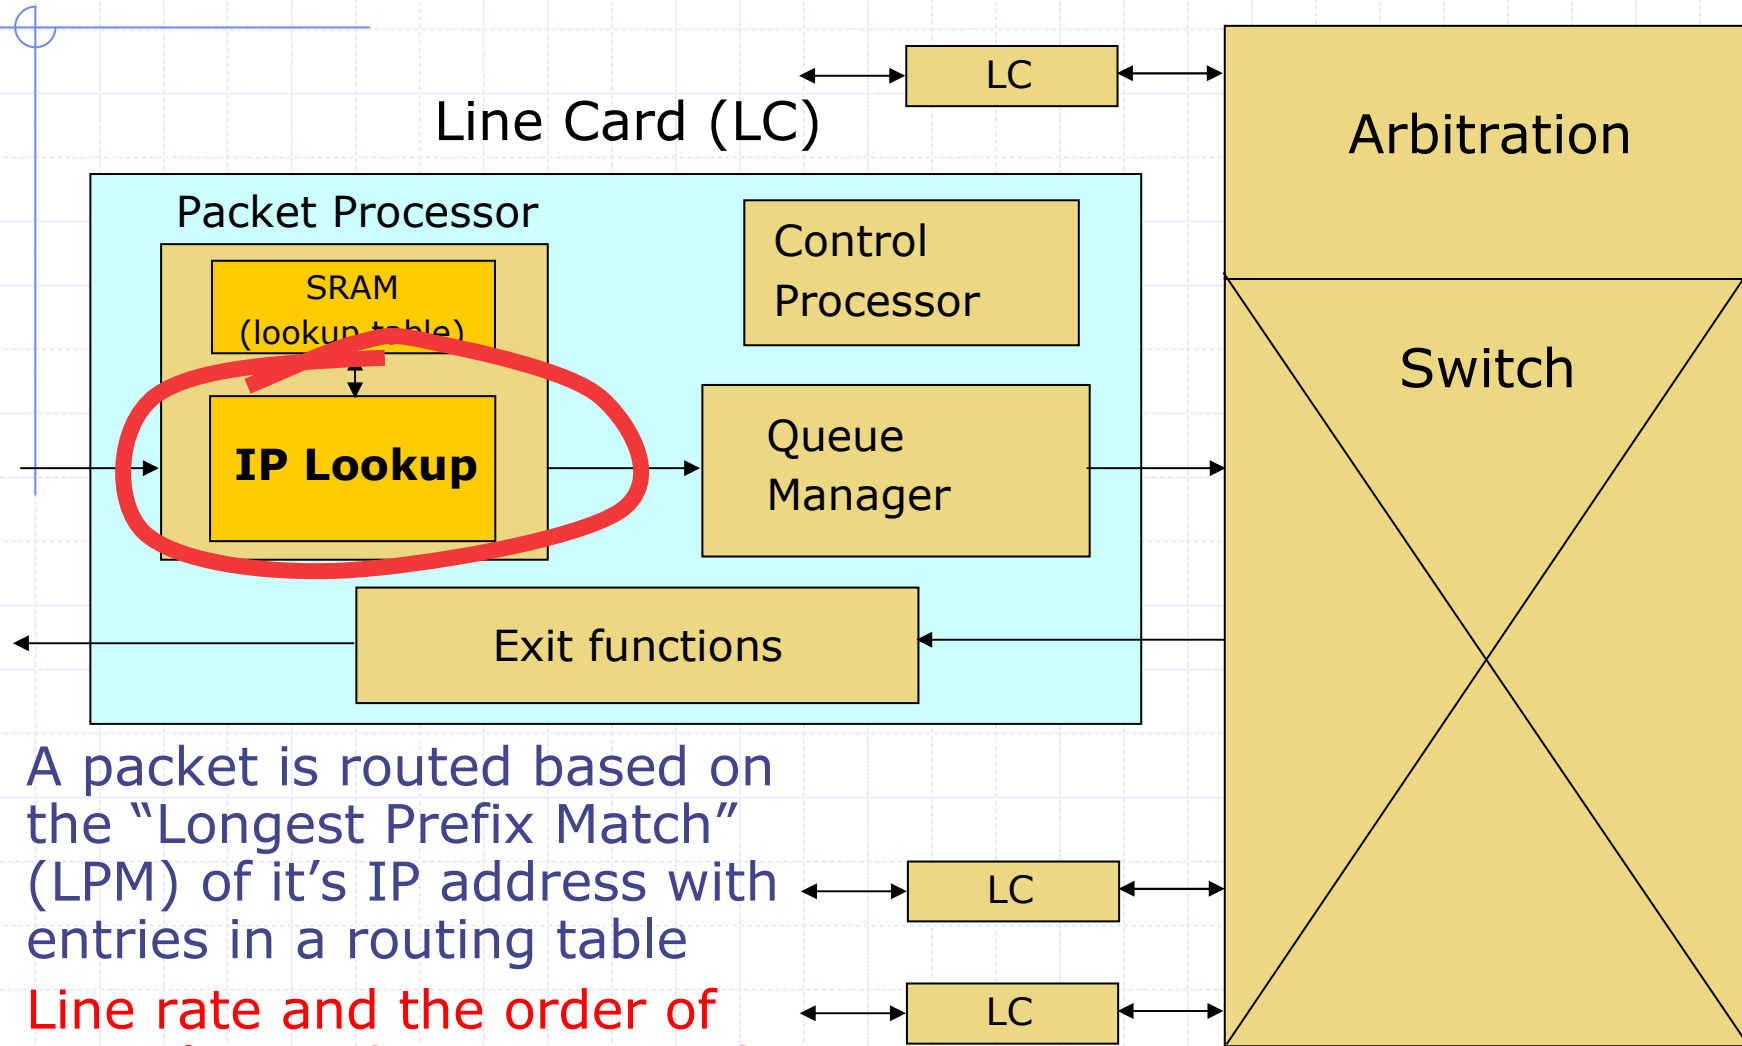 LC
Line Card (LC)
Arbitration
Packet Processor
SRAM
(lookup table)
Control
Processor
Switch
IP Lookup
Queue
Manager
Exit functions
A packet is routed based on
the “Longest Prefix Match”
(LPM) of it’s IP address with
entries in a routing table
Line rate and the order of
LC
LC